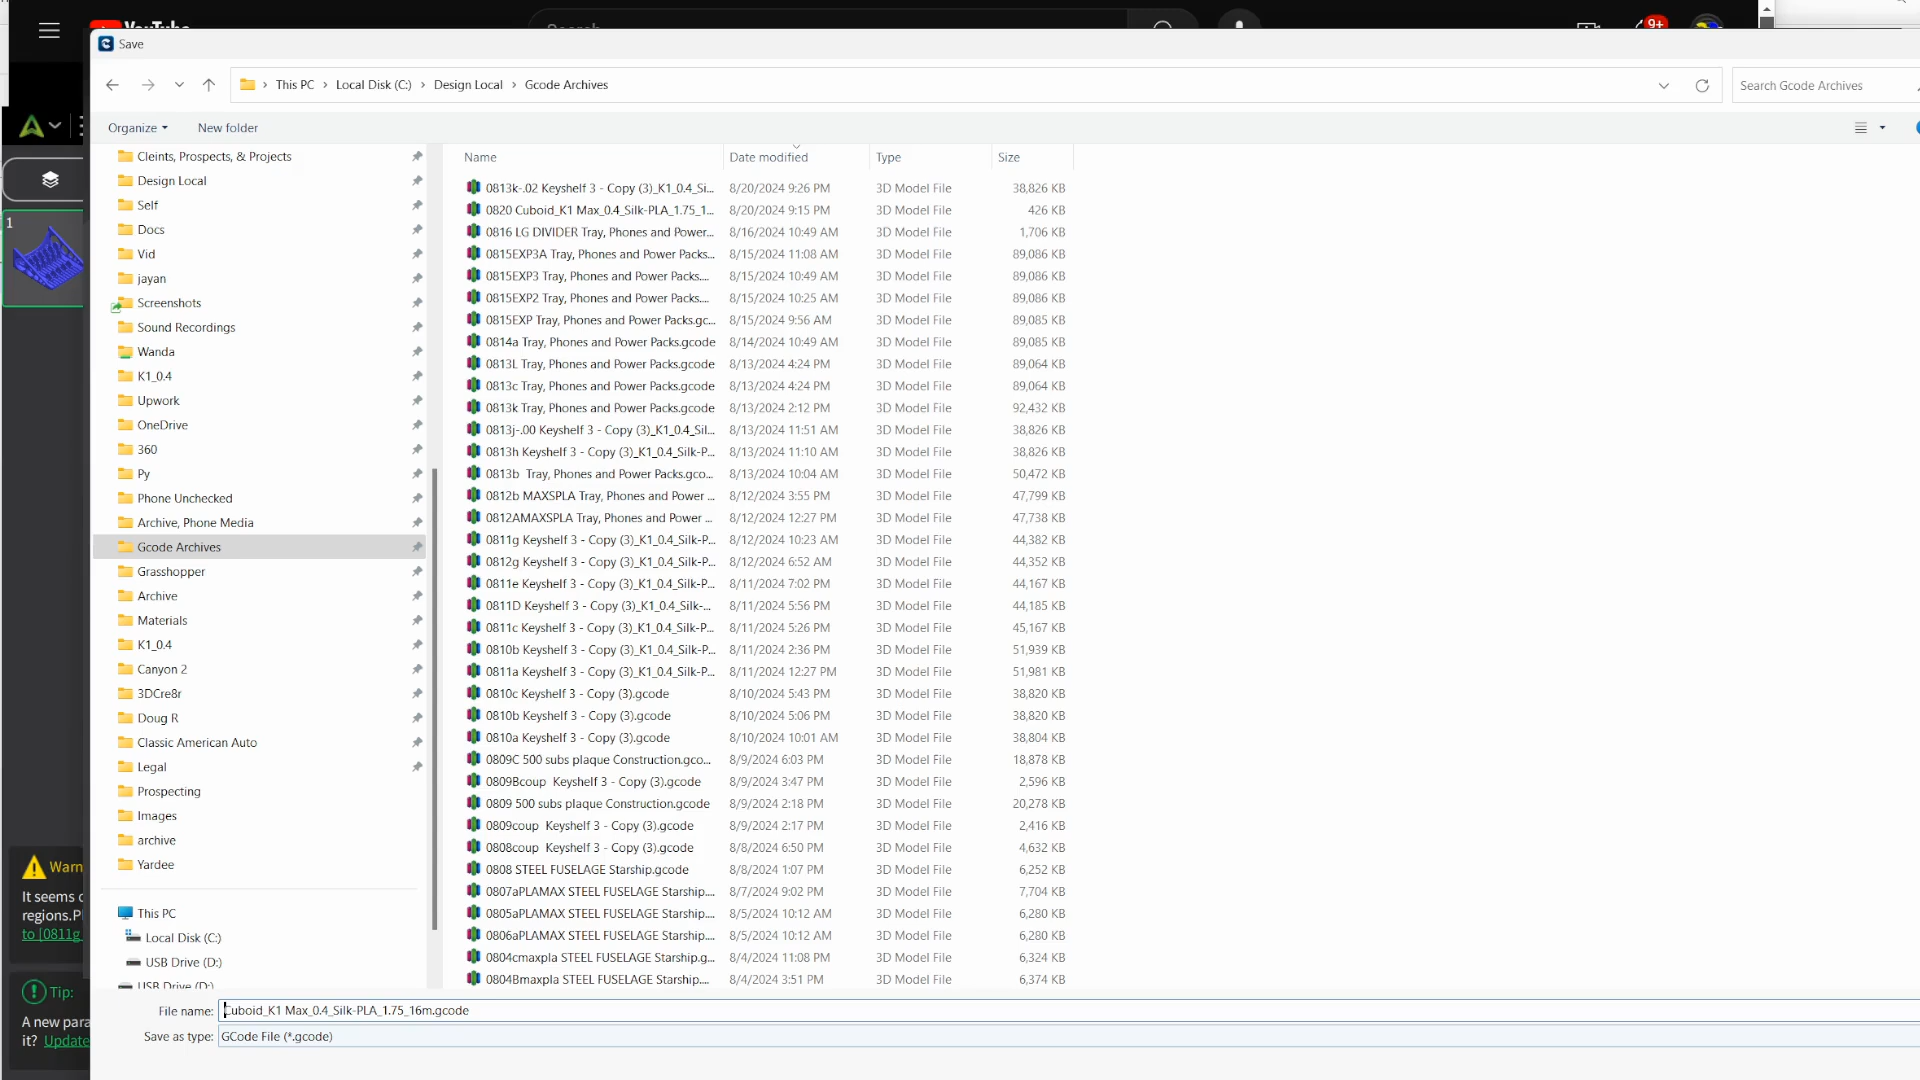 YouTube
Search
9+
Save
This PC > Local Disk (C:) > Design Local > Gcode Archives
Search Gcode Archives
Organize
New folder
Cleints, Prospects, & Projects
Design Local
Self
Docs
Vid
jayan
Screenshots
Sound Recordings
Wanda
K1_0.4
Upwork
OneDrive
360
Py
Phone Unchecked
Archive, Phone Media
Gcode Archives
Grasshopper
Archive
Materials
K1_0.4
Canyon 2
3DCre8r
Doug R
Classic American Auto
Legal
Prospecting
Images
archive
Yardee
This PC
Local Disk (C:)
USB Drive (D:)
USB Drive (D:)
Name Date modified Type Size
0813k-.02 Keyshelf 3 - Copy (3)_K1_0.4_Si... 8/20/2024 9:26 PM 3D Model File 38,826 KB
0820 Cuboid_K1 Max_0.4_Silk-PLA_1.75_1... 8/20/2024 9:15 PM 3D Model File 426 KB
0816 LG DIVIDER Tray, Phones and Power... 8/16/2024 10:49 AM 3D Model File 1,706 KB
0815EXP3A Tray, Phones and Power Packs... 8/15/2024 11:08 AM 3D Model File 89,086 KB
0815EXP3 Tray, Phones and Power Packs.... 8/15/2024 10:49 AM 3D Model File 89,086 KB
0815EXP2 Tray, Phones and Power Packs.... 8/15/2024 10:25 AM 3D Model File 89,086 KB
0815EXP Tray, Phones and Power Packs.gc... 8/15/2024 9:56 AM 3D Model File 89,085 KB
0814a Tray, Phones and Power Packs.gcode 8/14/2024 10:49 AM 3D Model File 89,085 KB
0813L Tray, Phones and Power Packs.gcode 8/13/2024 4:24 PM 3D Model File 89,064 KB
0813c Tray, Phones and Power Packs.gcode 8/13/2024 4:24 PM 3D Model File 89,064 KB
0813k Tray, Phones and Power Packs.gcode 8/13/2024 2:12 PM 3D Model File 92,432 KB
0813j-.00 Keyshelf 3 - Copy (3)_K1_0.4_Sil... 8/13/2024 11:51 AM 3D Model File 38,826 KB
0813h Keyshelf 3 - Copy (3)_K1_0.4_Silk-P... 8/13/2024 11:10 AM 3D Model File 38,826 KB
0813b Tray, Phones and Power Packs.gco... 8/13/2024 10:04 AM 3D Model File 50,472 KB
0812b MAXSPLA Tray, Phones and Power ... 8/12/2024 3:55 PM 3D Model File 47,799 KB
0812AMAXSPLA Tray, Phones and Power ... 8/12/2024 12:27 PM 3D Model File 47,738 KB
0811g Keyshelf 3 - Copy (3)_K1_0.4_Silk-P... 8/12/2024 10:23 AM 3D Model File 44,382 KB
0812g Keyshelf 3 - Copy (3)_K1_0.4_Silk-P... 8/12/2024 6:52 AM 3D Model File 44,352 KB
0811e Keyshelf 3 - Copy (3)_K1_0.4_Silk-P... 8/11/2024 7:02 PM 3D Model File 44,167 KB
0811D Keyshelf 3 - Copy (3)_K1_0.4_Silk-... 8/11/2024 5:56 PM 3D Model File 44,185 KB
0811c Keyshelf 3 - Copy (3)_K1_0.4_Silk-P... 8/11/2024 5:26 PM 3D Model File 45,167 KB
0810b Keyshelf 3 - Copy (3)_K1_0.4_Silk-P... 8/11/2024 2:36 PM 3D Model File 51,939 KB
0811a Keyshelf 3 - Copy (3)_K1_0.4_Silk-P... 8/11/2024 12:27 PM 3D Model File 51,981 KB
0810c Keyshelf 3 - Copy (3).gcode 8/10/2024 5:43 PM 3D Model File 38,820 KB
0810b Keyshelf 3 - Copy (3).gcode 8/10/2024 5:06 PM 3D Model File 38,820 KB
0810a Keyshelf 3 - Copy (3).gcode 8/10/2024 10:01 AM 3D Model File 38,804 KB
0809C 500 subs plaque Construction.gco... 8/9/2024 6:03 PM 3D Model File 18,878 KB
0809Bcoup Keyshelf 3 - Copy (3).gcode 8/9/2024 3:47 PM 3D Model File 2,596 KB
0809 500 subs plaque Construction.gcode 8/9/2024 2:18 PM 3D Model File 20,278 KB
0809coup Keyshelf 3 - Copy (3).gcode 8/9/2024 2:17 PM 3D Model File 2,416 KB
0808coup Keyshelf 3 - Copy (3).gcode 8/8/2024 6:50 PM 3D Model File 4,632 KB
0808 STEEL FUSELAGE Starship.gcode 8/8/2024 1:07 PM 3D Model File 6,252 KB
0807aPLAMAX STEEL FUSELAGE Starship.... 8/7/2024 9:02 PM 3D Model File 7,704 KB
0805aPLAMAX STEEL FUSELAGE Starship.... 8/5/2024 10:12 AM 3D Model File 6,280 KB
0806aPLAMAX STEEL FUSELAGE Starship.... 8/5/2024 10:12 AM 3D Model File 6,280 KB
0804cmaxpla STEEL FUSELAGE Starship.g... 8/4/2024 11:08 PM 3D Model File 6,324 KB
0804Bmaxpla STEEL FUSELAGE Starship.... 8/4/2024 3:51 PM 3D Model File 6,374 KB
1
Warn
It seems c
regions.P
to [0811g
Tip:
A new para
it? Update
File name: Cuboid_K1 Max_0.4_Silk-PLA_1.75_16m.gcode
Save as type: GCode File (*.gcode)